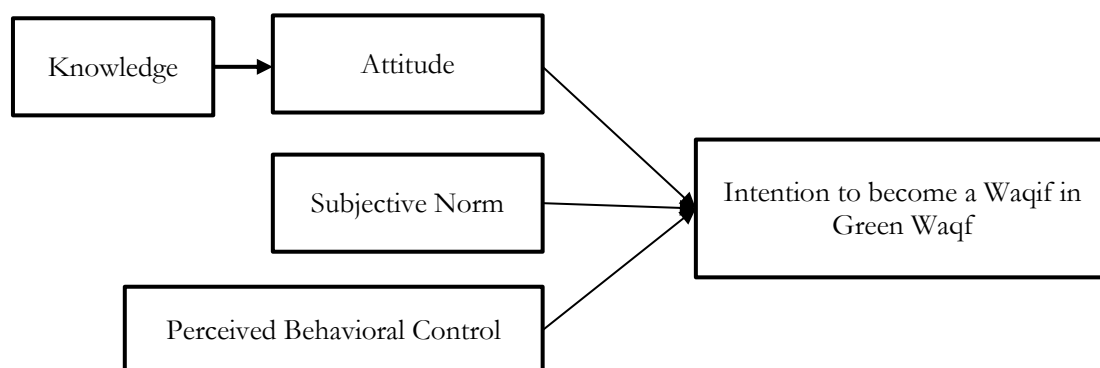 Knowledge
Attitude
Subjective Norm
Intention to become a Waqif in
Green Waqf
Perceived Behavioral Control